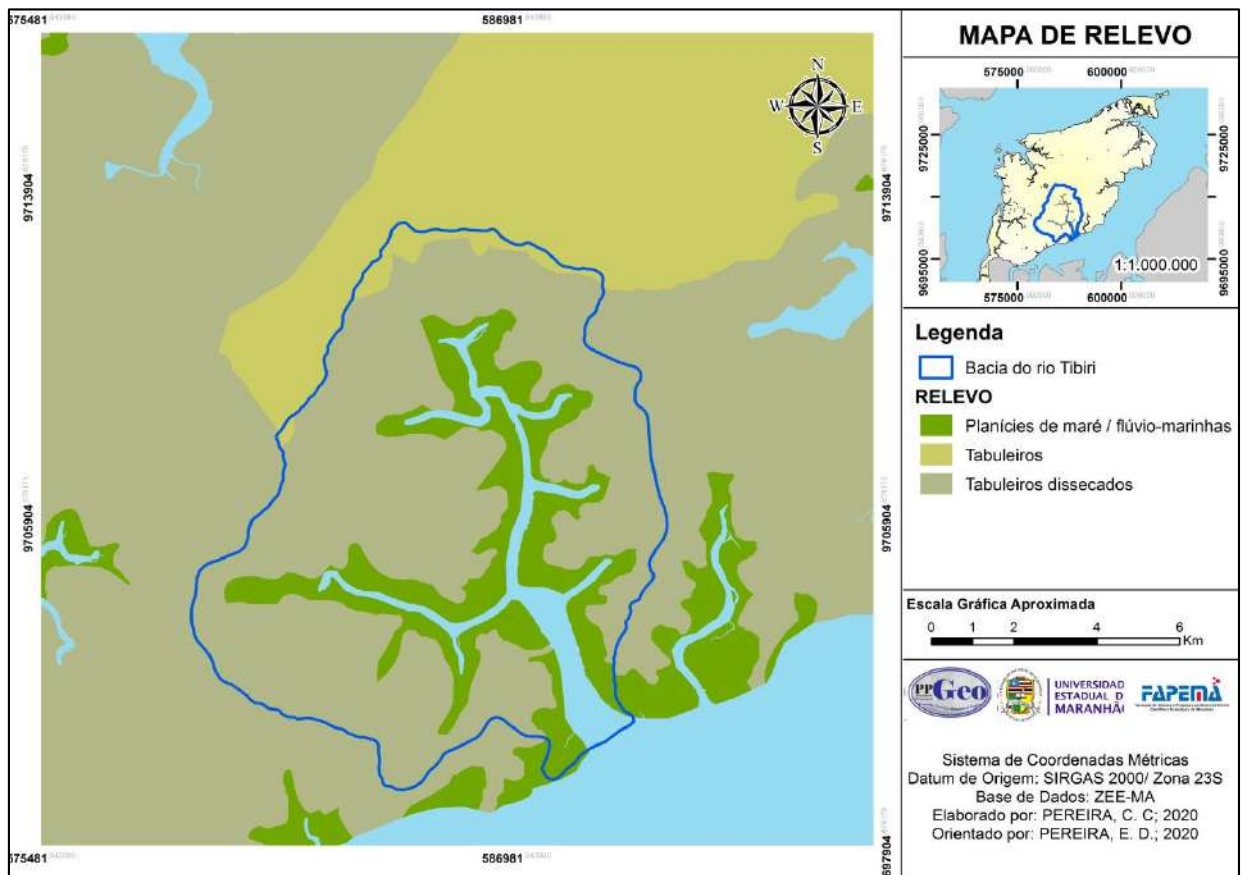 575481
586981
9713904
9705904
9713904
9705904
697904
575481
586981
N
W E
S
MAPA DE RELEVO
575000 600000
9725000
9695000
9725000
9695000
1:1.000.000
575000 600000
Legenda
Bacia do rio Tibiri
RELEVO
Planícies de maré / flúvio-marinhas
Tabuleiros
Tabuleiros dissecados
Escala Gráfica Aproximada
0 1 2 4 6
Km
PPGeo
UNIVERSIDAD
ESTADUAL D
MARANHÃ
FAPEMA
Sistema de Coordenadas Métricas
Datum de Origem: SIRGAS 2000/ Zona 23S
Base de Dados: ZEE-MA
Elaborado por: PEREIRA, C. C; 2020
Orientado por: PEREIRA, E. D.; 2020